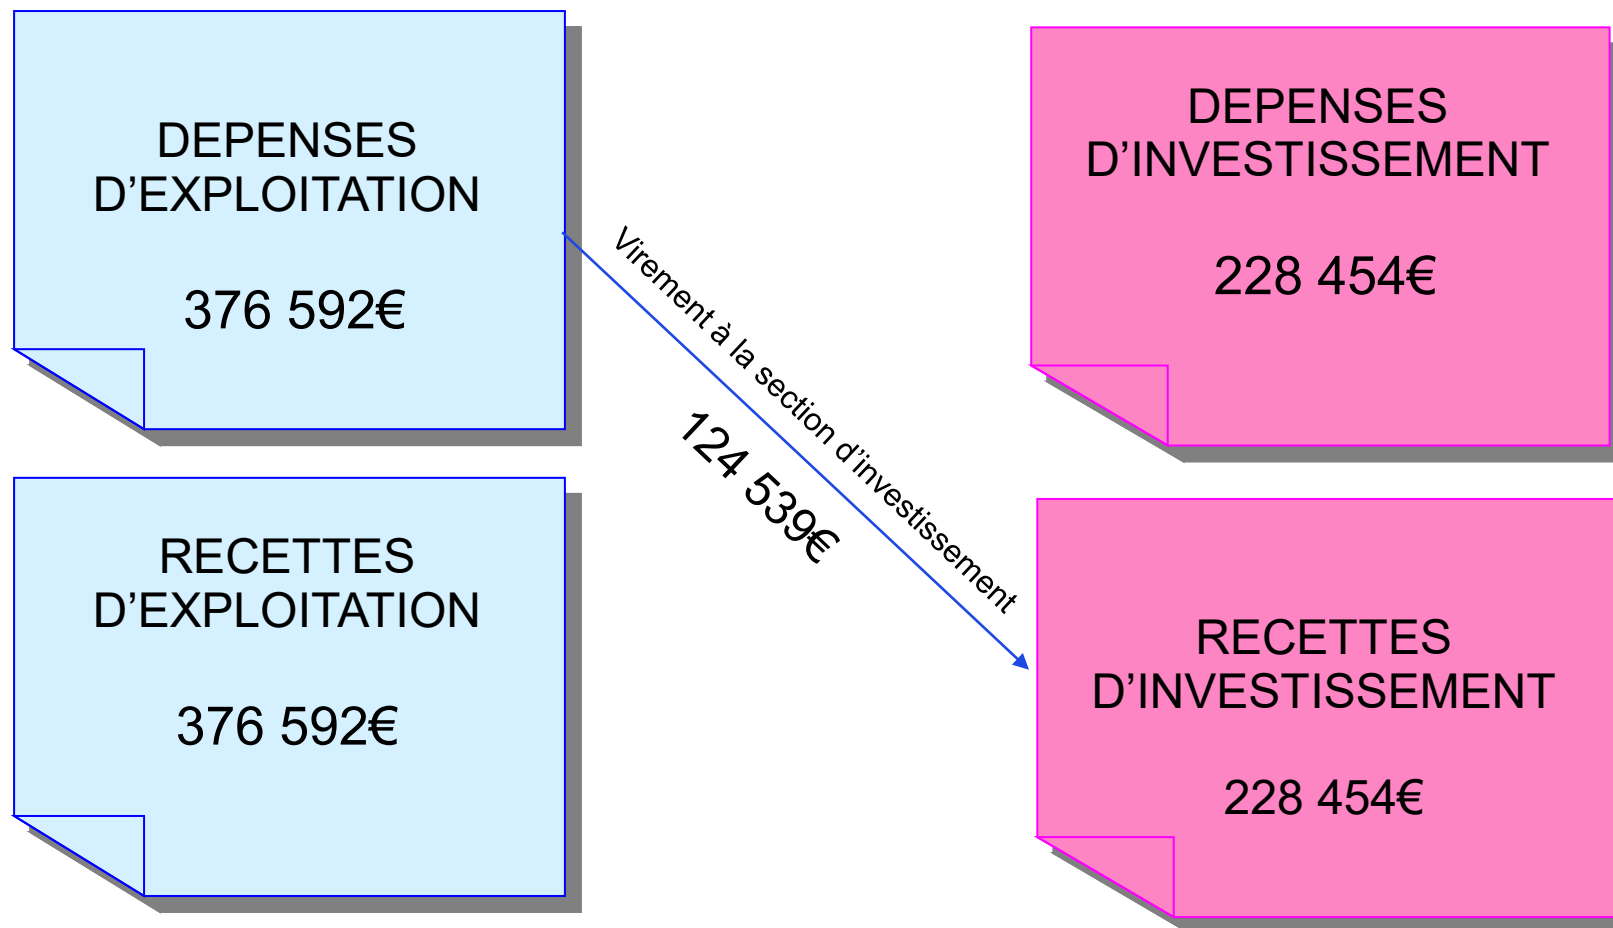 DEPENSES
D’EXPLOITATION
376 592€
DEPENSES
D’INVESTISSEMENT
228 454€
Virement à la section d’investissement
124 539€
RECETTES
D’EXPLOITATION
376 592€
RECETTES
D’INVESTISSEMENT
228 454€